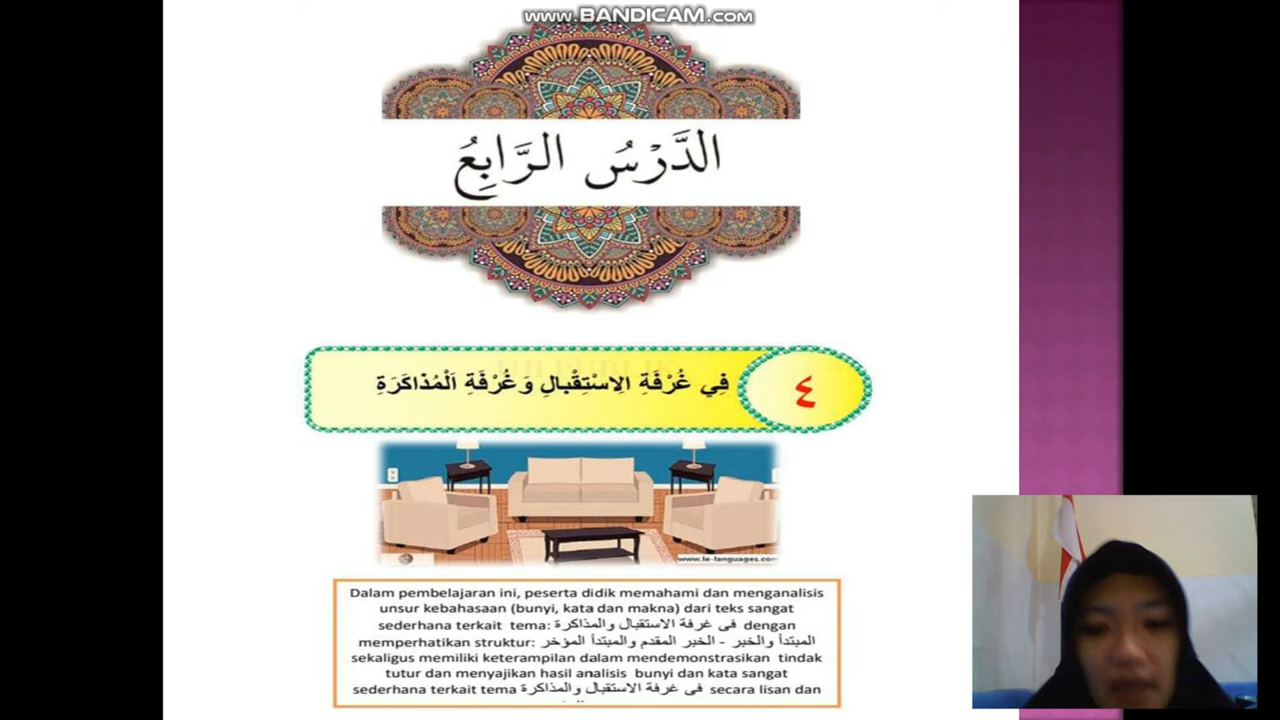 www.BANDICAM.com
الدَّرْسُ الرَّابِعُ
فِي غُرْفَةِ الِاسْتِقْبالِ وَغُرْفَةِ اَلْمُذاكَرَةِ
٤
www.le-languages.com
Dalam pembelajaran ini, peserta didik memahami dan menganalisis
unsur kebahasaan (bunyi, kata dan makna) dari teks sangat
sederhana terkait tema: فى غرفة الاستقبال والمذاكرة dengan
memperhatikan struktur: المبتدأ والخبر - الخبر المقدم والمبتدأ المؤخر
sekaligus memiliki keterampilan dalam mendemonstrasikan tindak
tutur dan menyajikan hasil analisis bunyi dan kata sangat
sederhana terkait tema فى غرفة الاستقبال والمذاكرة secara lisan dan